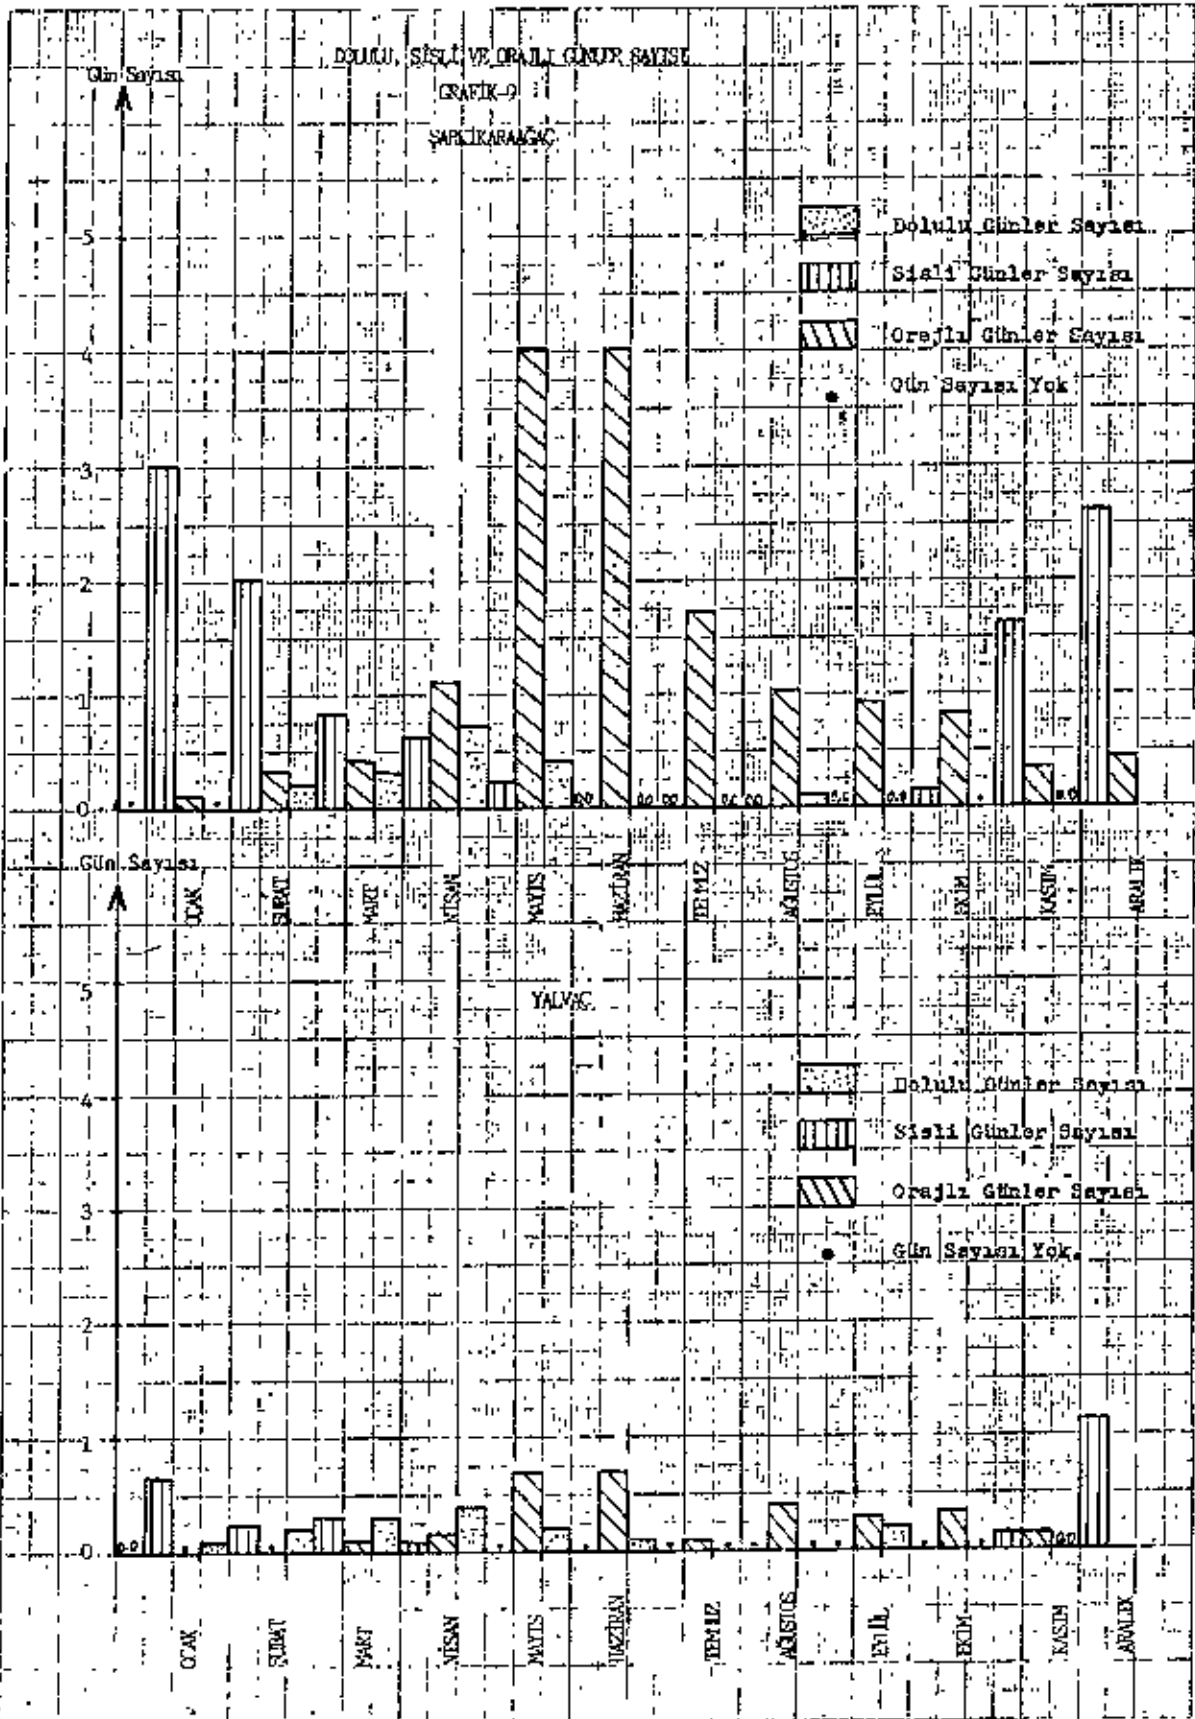 DOLULU, SİSLİ VE ORAJLI GÜNLER SAYISI
Gün Sayısı
GRAFİK-9
ŞARKİKARAAĞAÇ
5
Dolulu Günler Sayısı
Sisli Günler Sayısı
Orajlı Günler Sayısı
4
Gün Sayısı Yok
3
2
1
0
OCAK
ŞUBAT
MART
NİSAN
MAYIS
HAZİRAN
TEMMUZ
AĞUSTOS
EYLÜL
EKİM
KASIM
ARALIK
Gün Sayısı
5
YALVAÇ
Dolulu Günler Sayısı
4
Sisli Günler Sayısı
Orajlı Günler Sayısı
3
Gün Sayısı Yok.
2
1
0
OCAK
ŞUBAT
MART
NİSAN
MAYIS
HAZİRAN
TEMMUZ
AĞUSTOS
EYLÜL
EKİM
KASIM
ARALIK